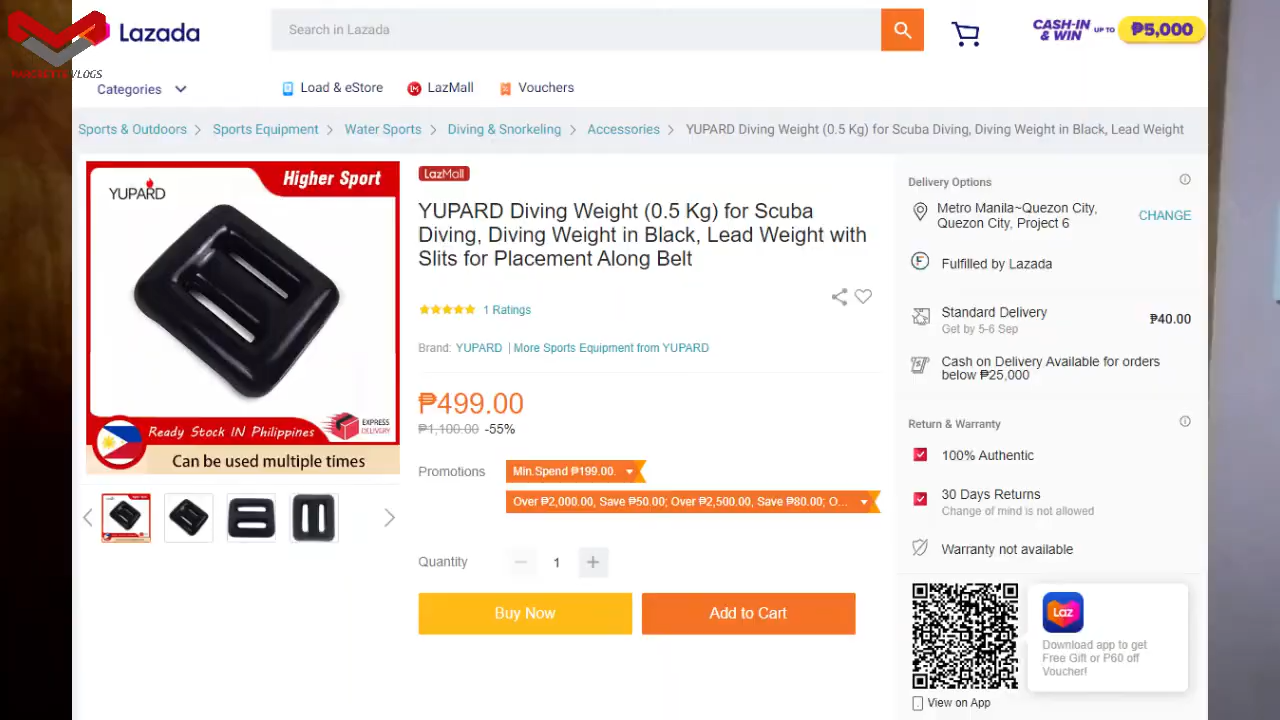 Lazada
Search in Lazada
CASH-IN
& WIN
UP TO
₱5,000
VLOGS
Categories
Load & eStore
LazMall
Vouchers
Sports & Outdoors
Sports Equipment
Water Sports
Diving & Snorkeling
Accessories
YUPARD Diving Weight (0.5 Kg) for Scuba Diving, Diving Weight in Black, Lead Weight
YUPARD
Higher Sport
Ready Stock IN Philippines
EXPRESS
DELIVERY
Can be used multiple times
LazMall
YUPARD Diving Weight (0.5 Kg) for Scuba
Diving, Diving Weight in Black, Lead Weight with
Slits for Placement Along Belt
1 Ratings
Brand: YUPARD | More Sports Equipment from YUPARD
₱499.00
₱1,100.00 -55%
Promotions
Min.Spend ₱199.00.
Over ₱2,000.00, Save ₱50.00; Over ₱2,500.00, Save ₱80.00; O...
Quantity
1
Buy Now
Add to Cart
Delivery Options
Metro Manila~Quezon City,
Quezon City, Project 6
CHANGE
Fulfilled by Lazada
Standard Delivery
₱40.00
Get by 5-6 Sep
Cash on Delivery Available for orders
below ₱25,000
Return & Warranty
100% Authentic
30 Days Returns
Change of mind is not allowed
Warranty not available
Laz
Download app to get
Free Gift or P60 off
Voucher!
View on App